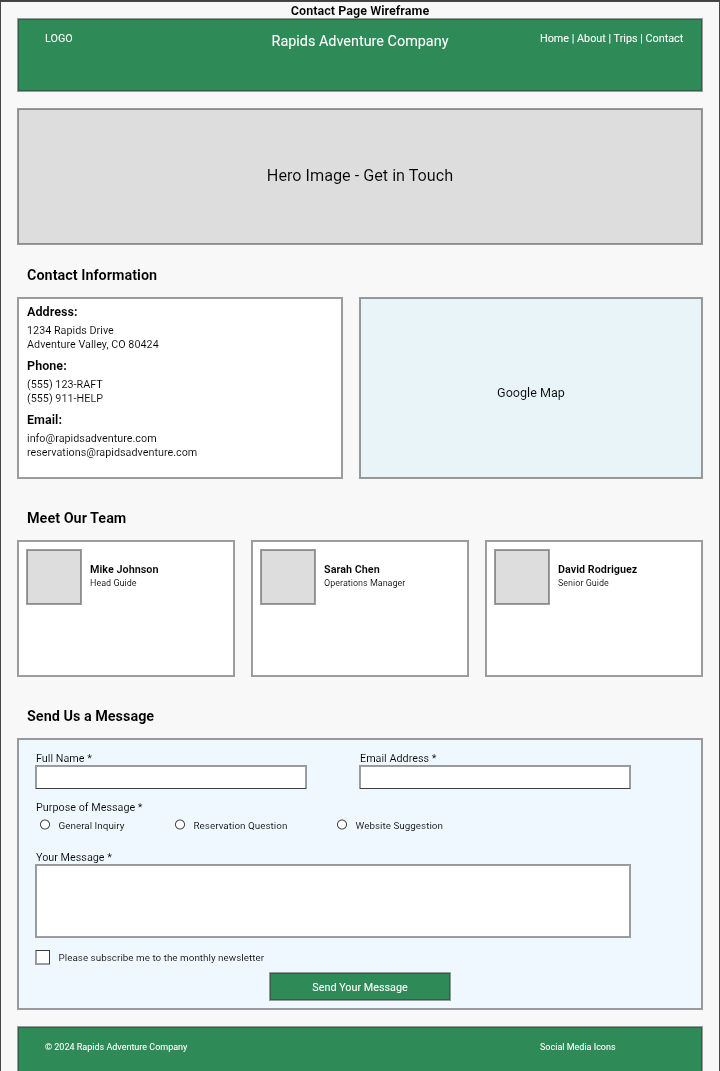 Contact Page Wireframe
LOGO
Rapids Adventure Company
Home | About | Trips | Contact
Hero Image - Get in Touch
Contact Information
Address:
1234 Rapids Drive
Adventure Valley, CO 80424
Phone:
(555) 123-RAFT
(555) 911-HELP
Email:
info@rapidsadventure.com
reservations@rapidsadventure.com
Google Map
Meet Our Team
Mike Johnson
Head Guide
Sarah Chen
Operations Manager
David Rodriguez
Senior Guide
Send Us a Message
Full Name *
Email Address *
Purpose of Message *
General Inquiry
Reservation Question
Website Suggestion
Your Message *
Please subscribe me to the monthly newsletter
Send Your Message
© 2024 Rapids Adventure Company
Social Media Icons